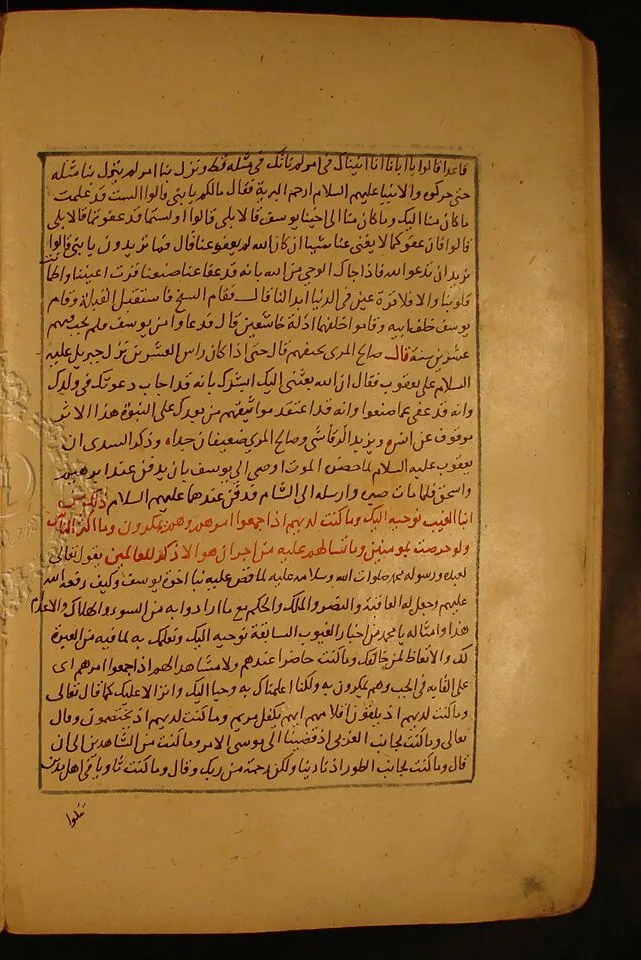 قاعدا قالوا يا أبانا انا اتيناك في امر لم ناتك في مثله قط ونزل بنا امر لم ينزل بنا مثله
حتى حركوه والانبيا عليهم السلام ارحم البرية فقال مالكم يا بني قالوا الست قد علمت
ما كان منا اليك وما كان منا الى اخينا يوسف قال بلى قالوا اولستما قد عفوتما قالا بلى
قالوا فان عفوكما لا يغني عنا شيئا ان كان الله لم يعفو عنا قال فما تريدون يا بني قالوا
نريد ان تدعو الله فاذا جاك الوحي من الله بانه قد عفا عما صنعنا قرت اعيننا واطمأنت
قلوبنا والا فلا قرة عين في الدنيا ابدا لنا قال فقام الشيخ فاستقبل القبلة وقام
يوسف خلف ابيه وقاموا خلفهما اذلة خاشعين قال فدعا وامن يوسف فلم يجب فيهم
عشرين سنة قال صالح المري يخيفهم قال حتى اذا كان راس العشرين نزل جبريل عليه
السلام على يعقوب فقال ان الله بعثني اليك ابشرك بانه قد اجاب دعوتك في ولدك
وانه قد عفى عما صنعوا وانه قد اعتقد مواثيقهم من بعدك على النبوة هذا الاثر
موقوف عن انس ويزيد الرقاشي وصالح المري ضعيفان جدا وذكر السدي ان
يعقوب عليه السلام لما حضره الموت اوصى الى يوسف بان يدفن عند ابرهيم
واسحق فلما مات صبره وارسله الى الشام فدفن عندهما عليهم السلام ذلك من
انبا الغيب نوحيه اليك وما كنت لديهم اذ اجمعوا امرهم وهم يمكرون وما اكثر الناس
ولو حرصت بمومنين وما تسالهم عليه من اجر ان هو الا ذكر للعالمين يقول تعالى
لعبده ورسوله محمد صلوات الله وسلامه عليه لما قص عليه نبا اخوة يوسف وكيف رفعه الله
عليهم وجعل له العاقبة والنصر والملك والحكم مع ما ارادوا به من السوء والهلاك والاعدام
هذا وامثاله يا محمد من اخبار الغيوب السابقة نوحيه اليك ونعلمك به لما فيه من العبرة
لك والاتعاظ لمن خالفك وما كنت حاضرا عندهم ولا مشاهدا لهم اذ اجمعوا امرهم اى
على القايه في الجب وهم يمكرون به ولكنا اعلمناك به وحيا اليك وانزالا عليك كما قال تعالى
وما كنت لديهم اذ يلقون اقلامهم ايهم يكفل مريم وما كنت لديهم اذ يختصمون وقال
تعالى وما كنت بجانب الغربي اذ قضينا الى موسى الامر وما كنت من الشاهدين الى ان
قال وما كنت بجانب الطور اذ نادينا ولكن رحمة من ربك وقال وما كنت ثاويا في اهل مدين
تتلوا